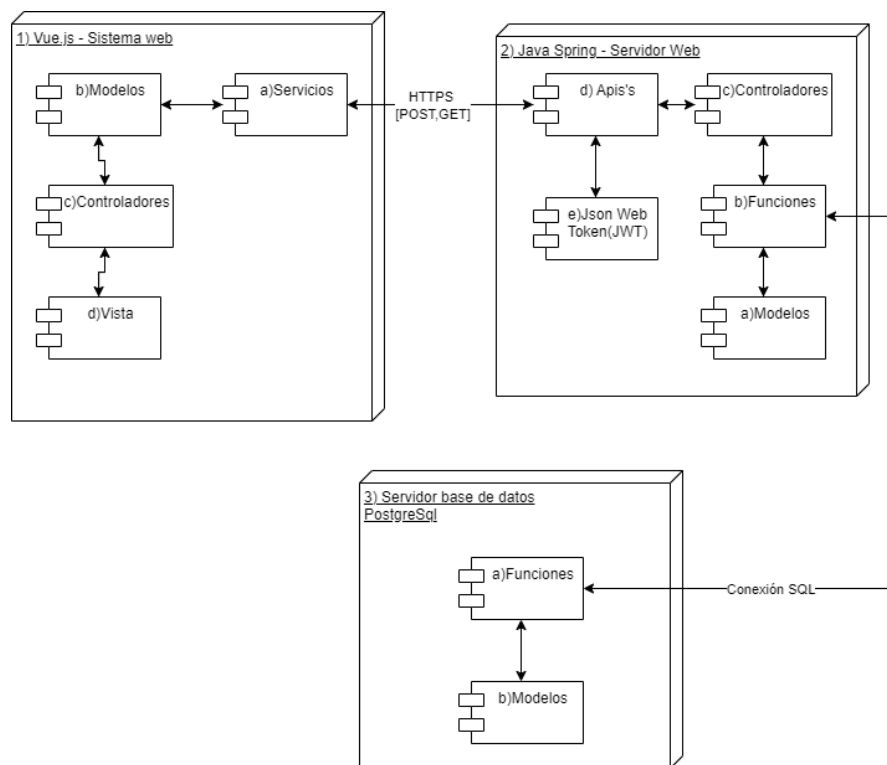 1) Vue.js - Sistema web
b)Modelos
a)Servicios
c)Controladores
d)Vista
HTTPS
[POST,GET]
2) Java Spring - Servidor Web
d) Apis's
c)Controladores
e)Json Web
Token(JWT)
b)Funciones
a)Modelos
3) Servidor base de datos
PostgreSql
a)Funciones
b)Modelos
Conexión SQL